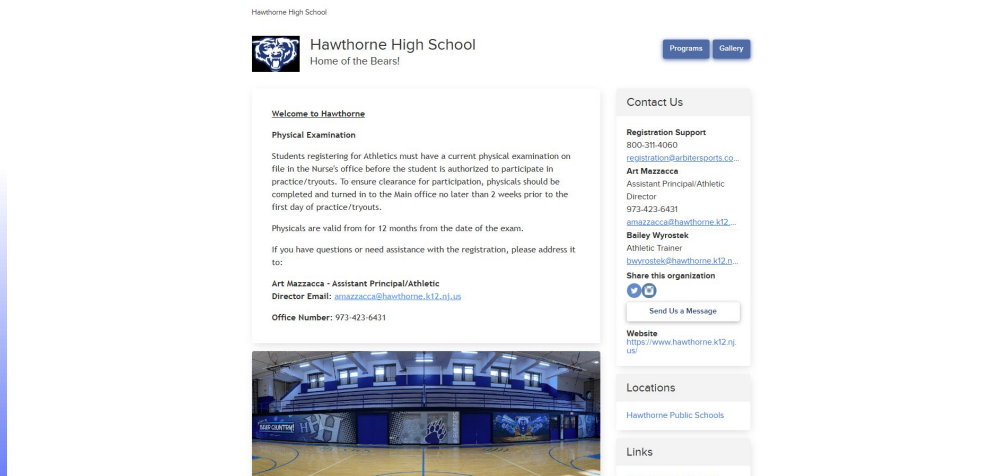 Hawthorne High School
Hawthorne High School
Home of the Bears!
Programs
Gallery
Welcome to Hawthorne
Physical Examination
Students registering for Athletics must have a current physical examination on
file in the Nurse's office before the student is authorized to participate in
practice/tryouts. To ensure clearance for participation, physicals should be
completed and turned in to the Main office no later than 2 weeks prior to the
first day of practice/tryouts.
Physicals are valid from for 12 months from the date of the exam.
If you have questions or need assistance with the registration, please address it
to:
Art Mazzacca - Assistant Principal/Athletic
Director Email: amazzacca@hawthorne.k12.nj.us
Office Number: 973-423-6431
BEAR COUNTRY!
Contact Us
Registration Support
800-311-4060
registration@arbitersports.co...
Art Mazzacca
Assistant Principal/Athletic
Director
973-423-6431
amazzacca@hawthorne.k12....
Bailey Wyrostek
Athletic Trainer
bwyrostek@hawthorne.k12.n...
Share this organization
Send Us a Message
Website
https://www.hawthorne.k12.nj.
us/
Locations
Hawthorne Public Schools
Links